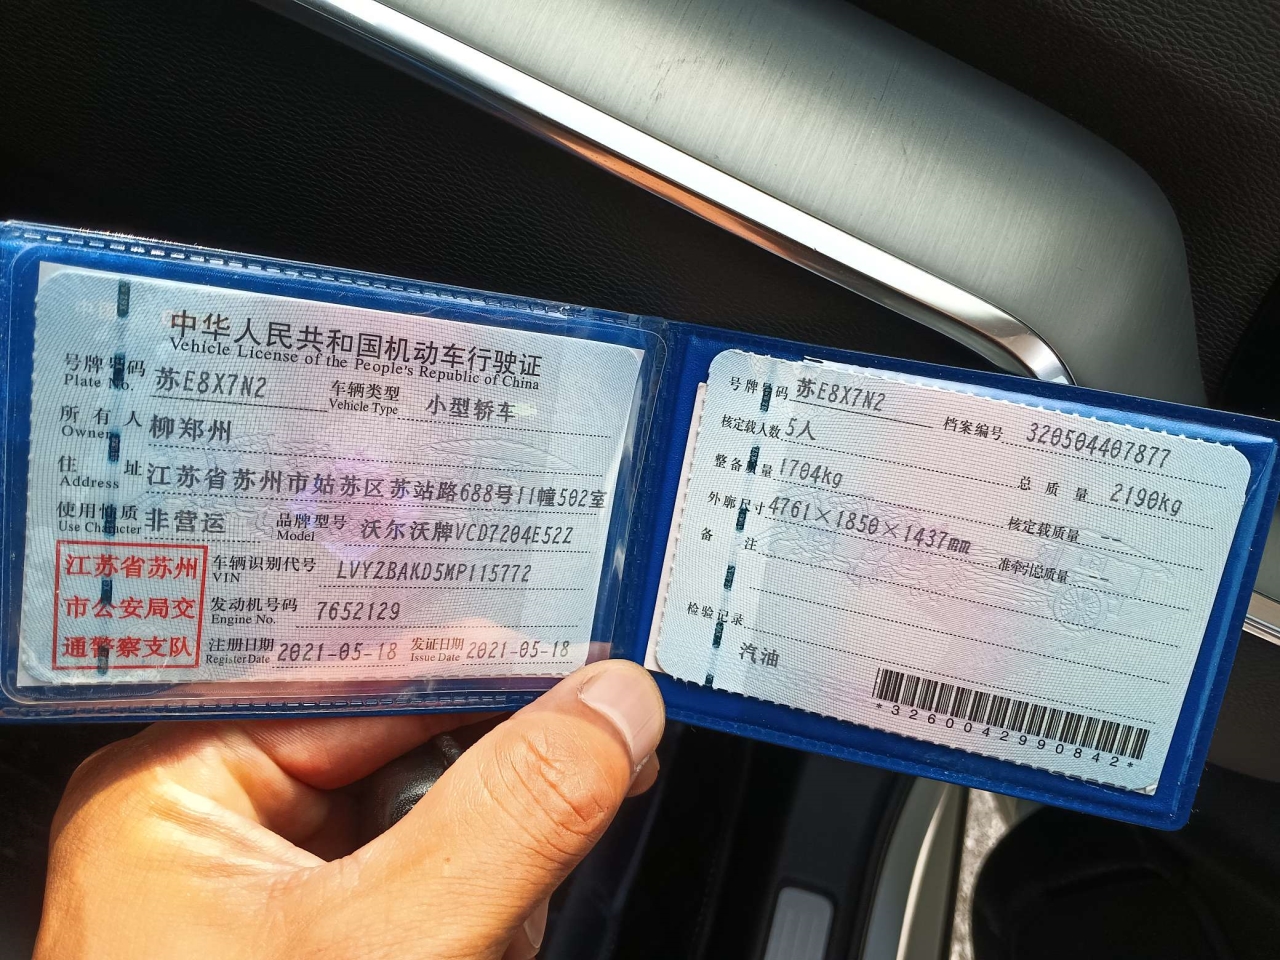 中华人民共和国机动车行驶证
Vehicle License of the People's Republic of China
号牌号码 苏E8X7N2 车辆类型 小型轿车
Plate No. Vehicle Type
所有人 柳郑州
Owner
住址 江苏省苏州市姑苏区苏站路688号11幢502室
Address
使用性质 非营运 品牌型号 沃尔沃牌VCD7204E52Z
Use Character Model
江苏省苏州
市公安局交
通警察支队
车辆识别代号 LVYZBAKD5MP115772
VIN
发动机号码 7652129
Engine No.
注册日期 2021-05-18 发证日期 2021-05-18
Register Date Issue Date
号牌号码 苏E8X7N2 档案编号 320504407877
核定载人数 5人 总质量 2190kg
整备质量 1704kg 核定载质量 --
外廓尺寸 4761×1850×1437mm 准牵引总质量 --
备注
检验记录
汽油
*3260042990842*